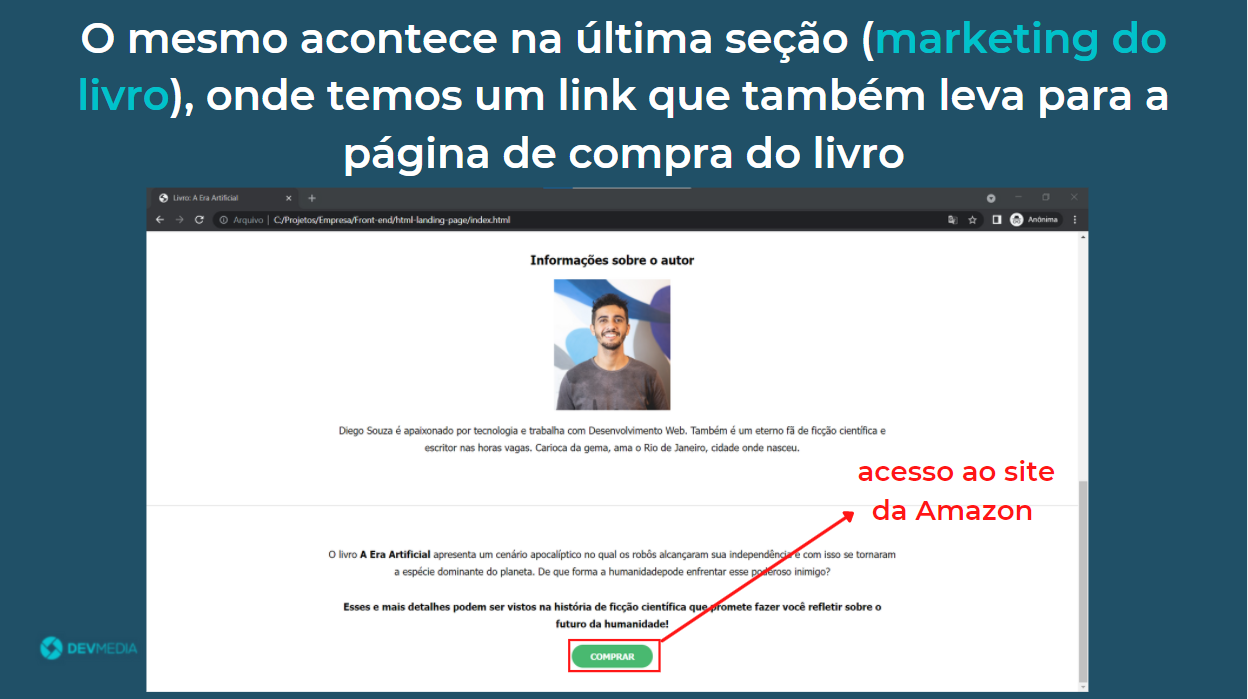 O mesmo acontece na última seção (marketing do
livro), onde temos um link que também leva para a
página de compra do livro
Livro: A Era Artificial
Arquivo | C:/Projetos/Empresa/Front-end/html-landing-page/index.html
Anônima
Informações sobre o autor
Diego Souza é apaixonado por tecnologia e trabalha com Desenvolvimento Web. Também é um eterno fã de ficção científica e
escritor nas horas vagas. Carioca da gema, ama o Rio de Janeiro, cidade onde nasceu.
acesso ao site
da Amazon
O livro A Era Artificial apresenta um cenário apocalíptico no qual os robôs alcançaram sua independência e com isso se tornaram
a espécie dominante do planeta. De que forma a humanidadepode enfrentar esse poderoso inimigo?
Esses e mais detalhes podem ser vistos na história de ficção científica que promete fazer você refletir sobre o
futuro da humanidade!
COMPRAR
DEVMEDIA